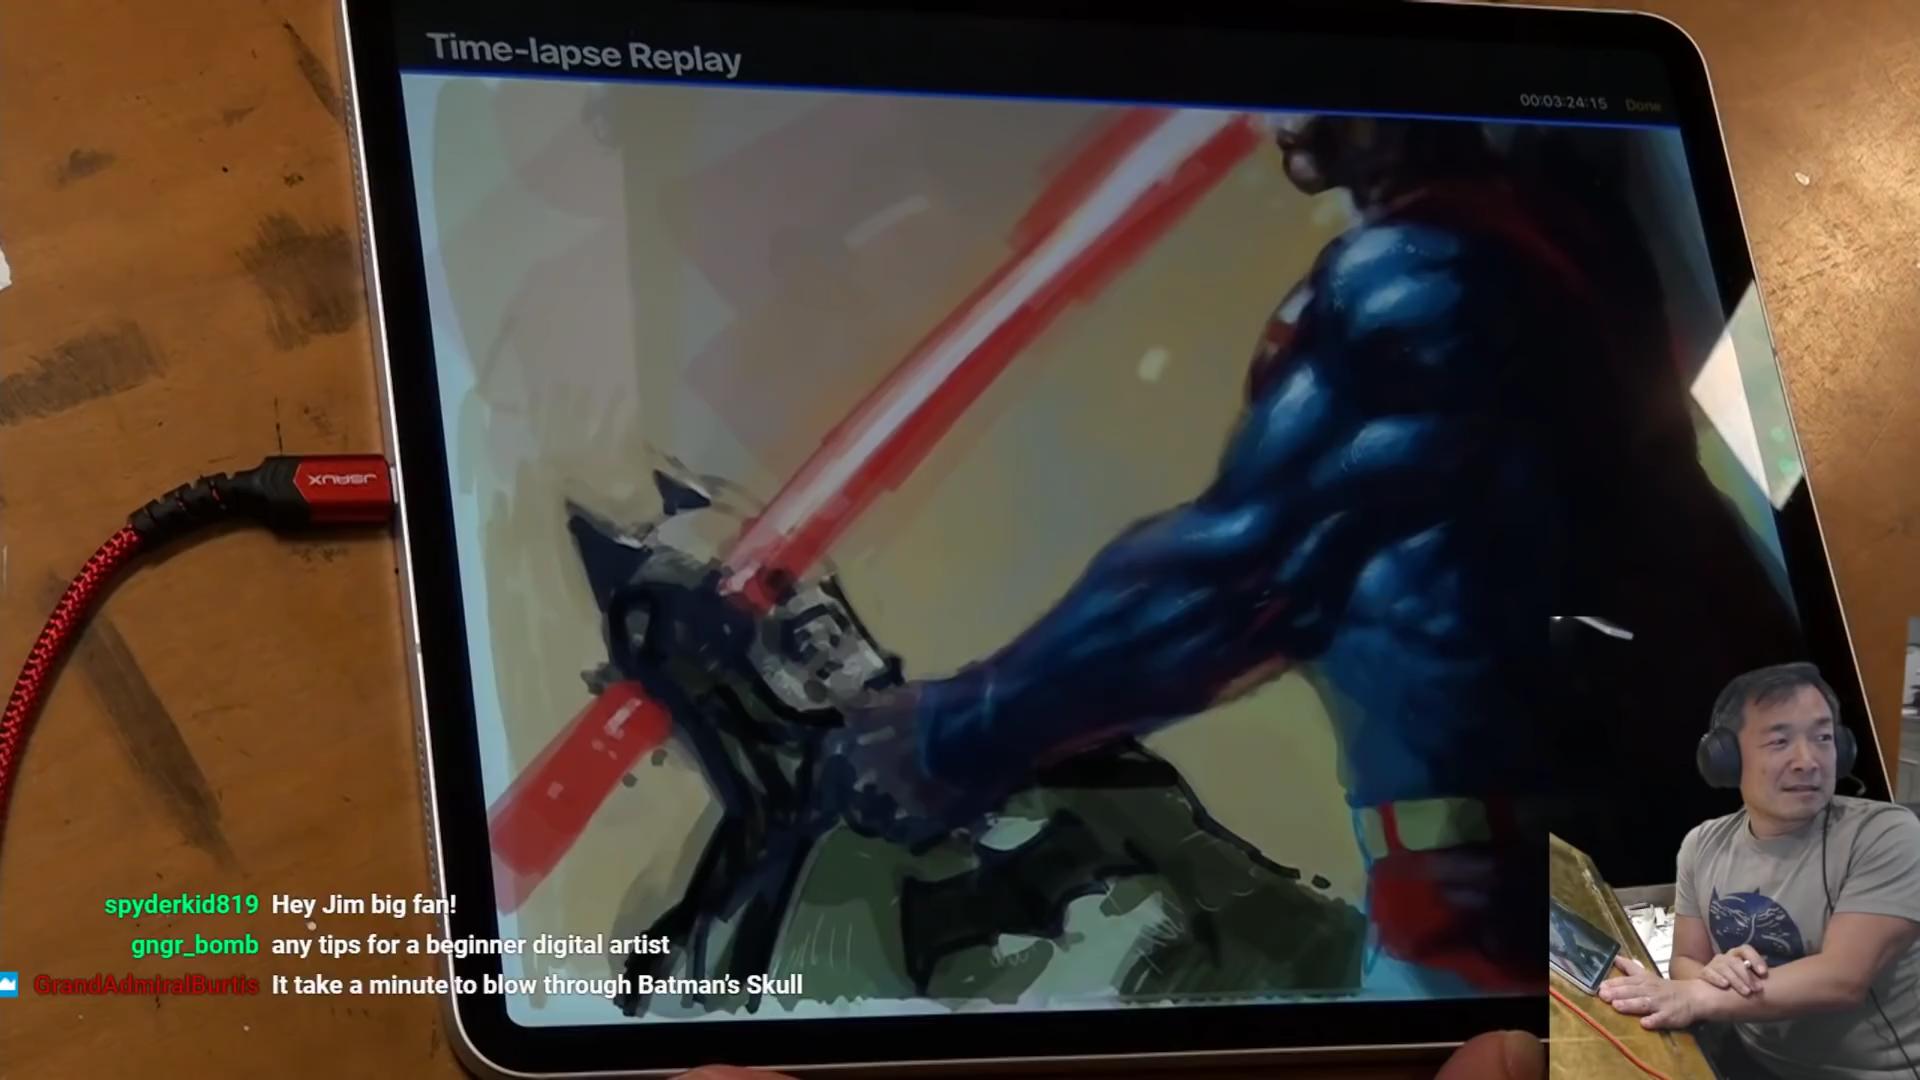 Time-lapse Replay
00:03:24:15 Done
JSAUX
spyderkid819 Hey Jim big fan!
gngr_bomb any tips for a beginner digital artist
GrandAdmiralBurtis It take a minute to blow through Batman's Skull